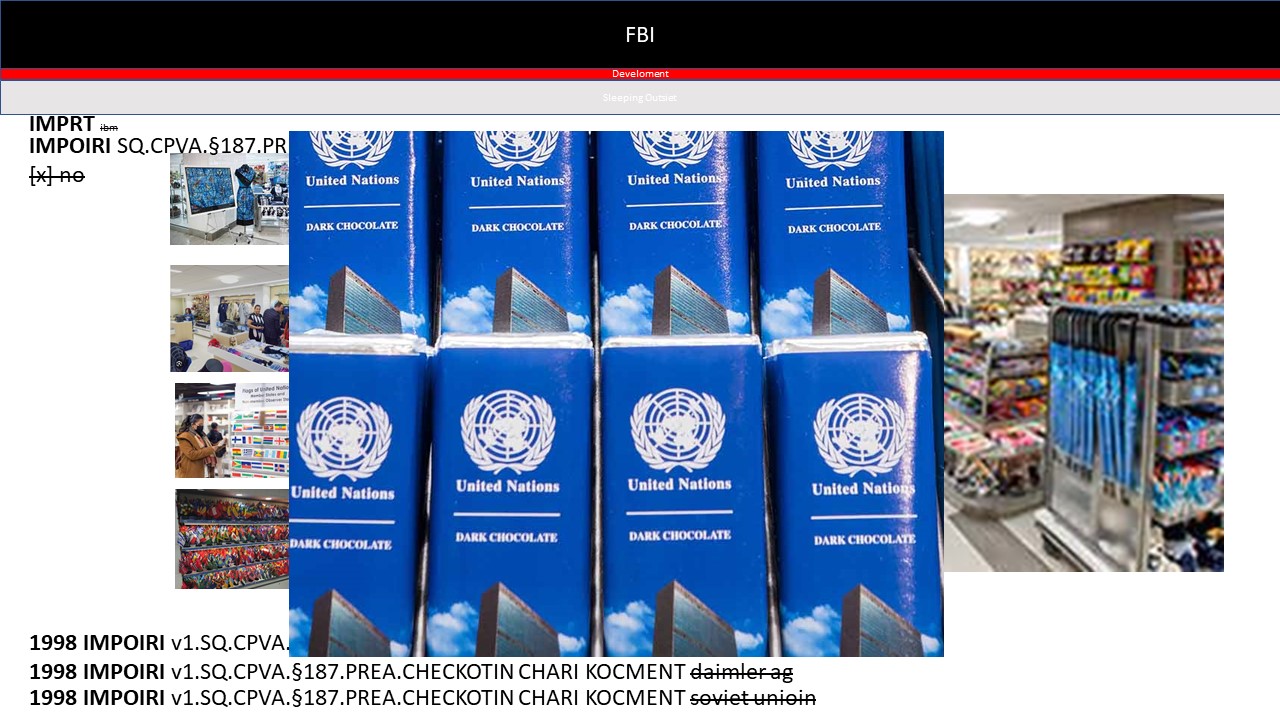 FBI
Develoment
Sleeping Outset
IMPRT ibm
IMPOIRI SQ.CPVA.§187.PR
[x] no
United Nations United Nations United Nations United Nations
DARK CHOCOLATE DARK CHOCOLATE DARK CHOCOLATE DARK CHOCOLATE
United Nations United Nations United Nations United Nations
DARK CHOCOLATE DARK CHOCOLATE DARK CHOCOLATE DARK CHOCOLATE
1998 IMPOIRI v1.SQ.CPVA.
1998 IMPOIRI v1.SQ.CPVA.§187.PREA.CHECKOTIN CHARI KOCMENT daimler ag
1998 IMPOIRI v1.SQ.CPVA.§187.PREA.CHECKOTIN CHARI KOCMENT soviet unioin